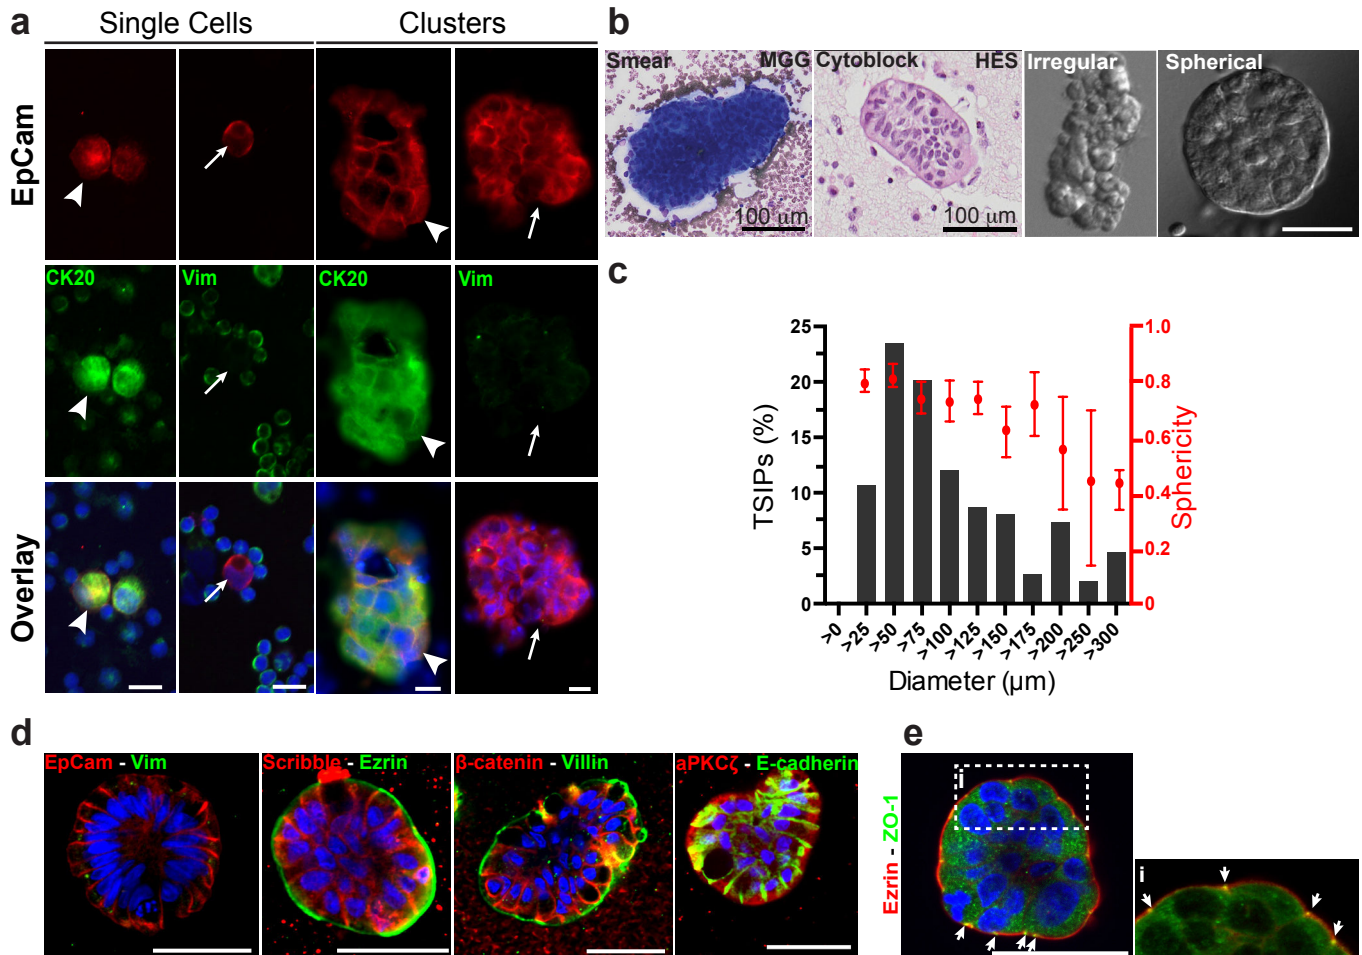 a
Single Cells
Clusters
EpCam
CK20
Vim
CK20
Vim
Overlay
b
Smear
MGG
100 µm
Cytoblock
HES
100 µm
Irregular
Spherical
c
TSIPs (%)
25
20
15
10
5
0
1.0
0.8
0.6
0.4
0.2
0
Sphericity
>0
>25
>50
>75
>100
>125
>150
>175
>200
>250
>300
Diameter (µm)
d
EpCam - Vim
Scribble - Ezrin
β-catenin - Villin
aPKCζ - E-cadherin
e
Ezrin - ZO-1
i
i